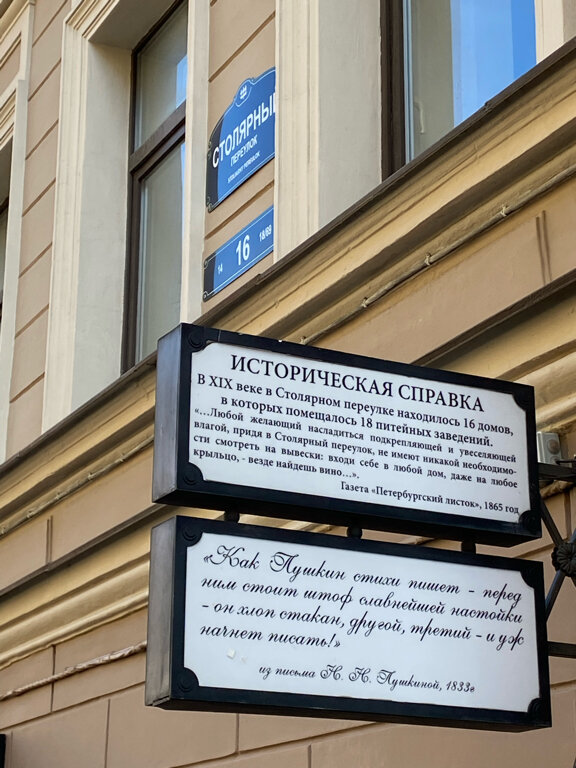 СТОЛЯРНЫЙ
ПЕРЕУЛОК
STOLYARNY PEREULOK
14 16 18/69
ИСТОРИЧЕСКАЯ СПРАВКА
В XIX веке в Столярном переулке находилось 16 домов,
в которых помещалось 18 питейных заведений.
«...Любой желающий насладиться подкрепляющей и увеселяющей
влагой, придя в Столярный переулок, не имеют никакой необходимо-
сти смотреть на вывески: входи себе в любой дом, даже на любое
крыльцо, - везде найдешь вино...».
Газета «Петербургский листок», 1865 год
«Как Пушкин стихи пишет - перед
ним стоит штоф славнейшей настойки
- он хлоп стакан, другой, третий - и уж
начнет писать!»
из письма Н. Н. Пушкиной, 1833г